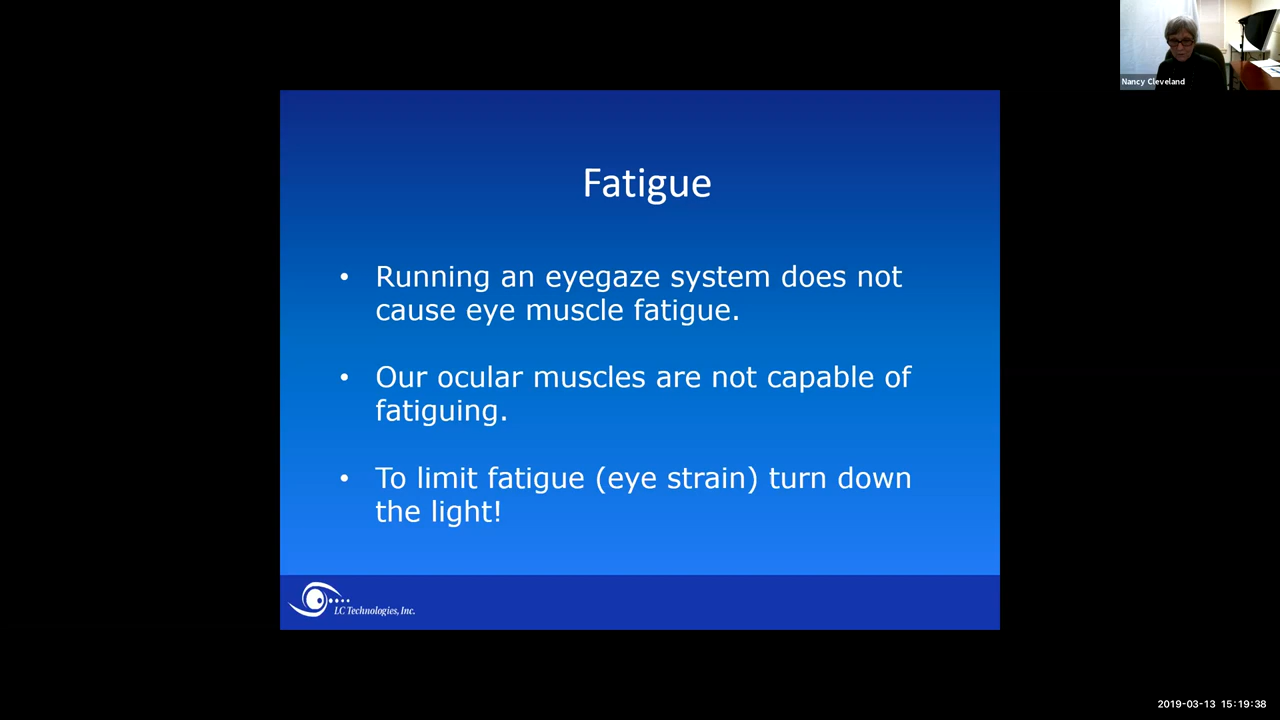 Nancy Cleveland
Fatigue
• Running an eyegaze system does not
cause eye muscle fatigue.
• Our ocular muscles are not capable of
fatiguing.
• To limit fatigue (eye strain) turn down
the light!
LC Technologies, Inc.
2019-03-13 15:19:38